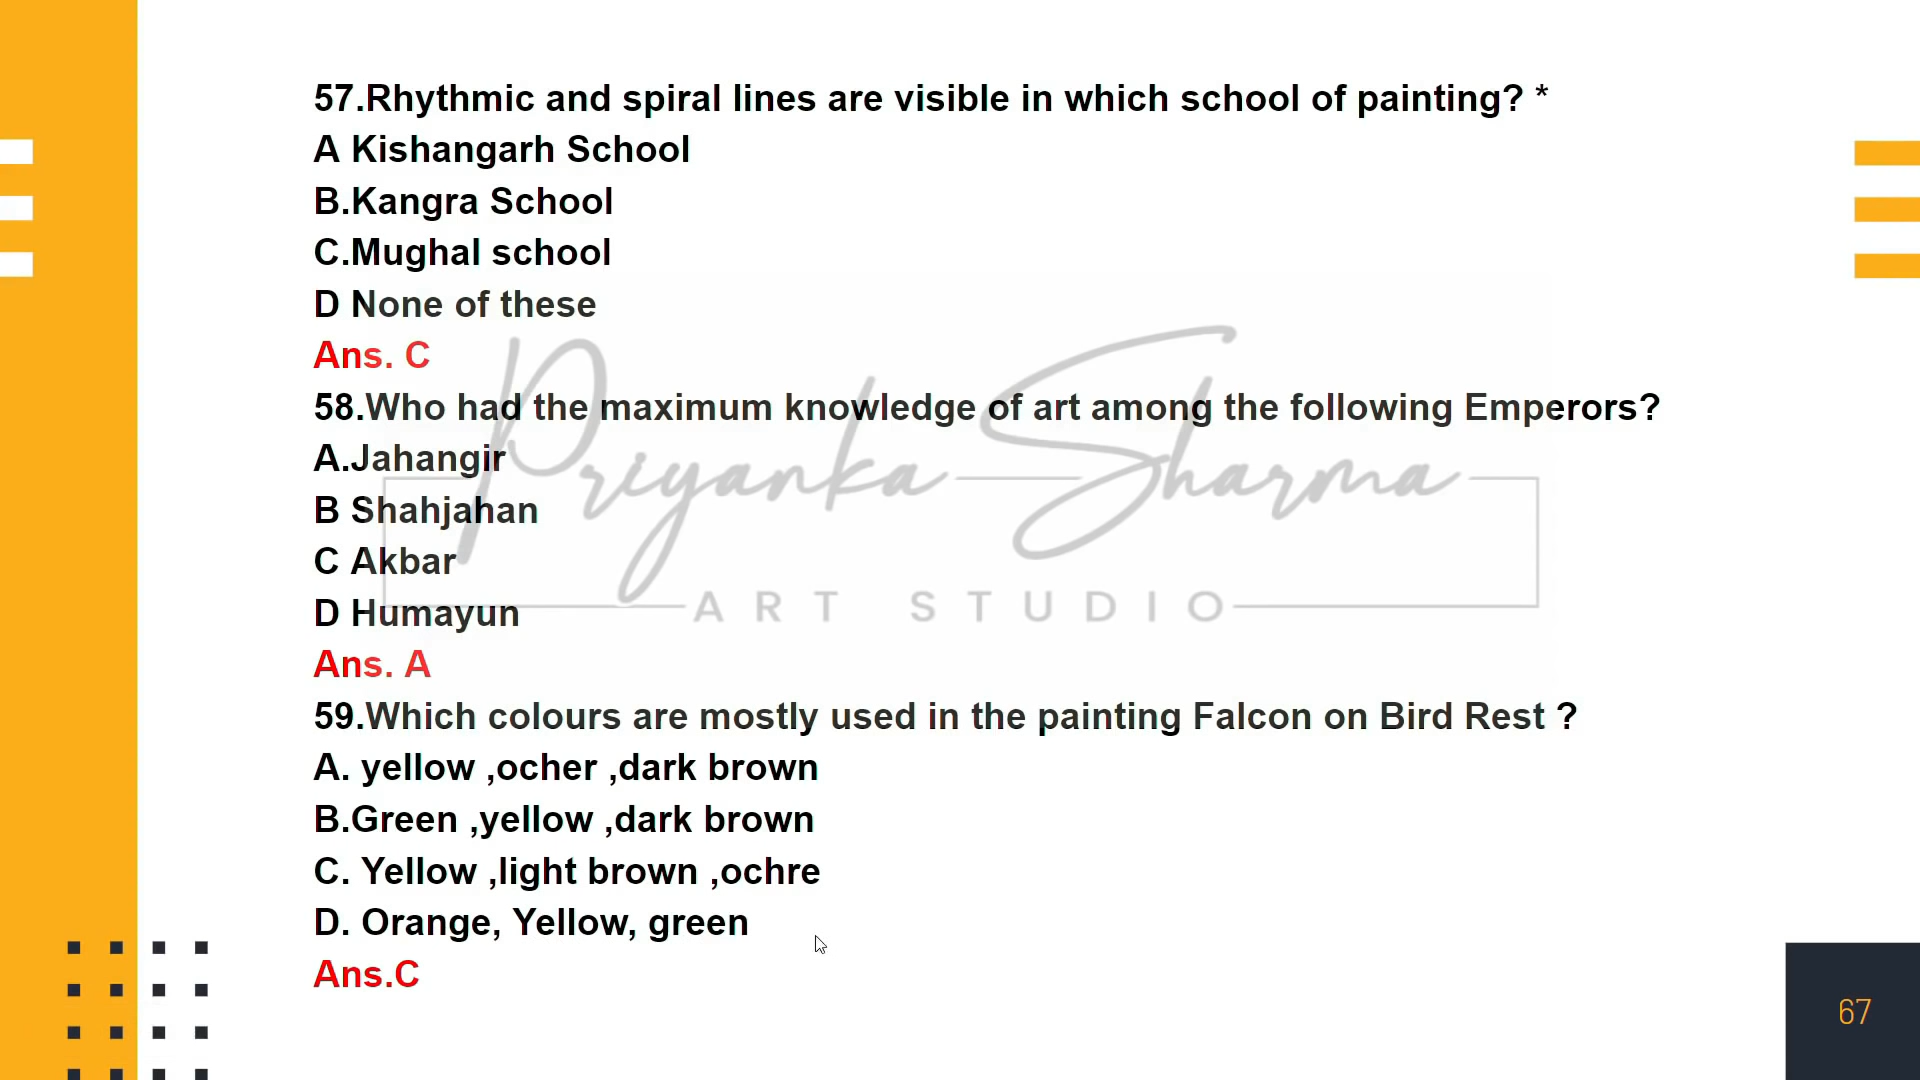 57.Rhythmic and spiral lines are visible in which school of painting? *
A Kishangarh School
B.Kangra School
C.Mughal school
D None of these
Ans. C
58.Who had the maximum knowledge of art among the following Emperors?
A.Jahangir
B Shahjahan
C Akbar
D Humayun
Ans. A
Priyanka Sharma
ART STUDIO
59.Which colours are mostly used in the painting Falcon on Bird Rest ?
A. yellow ,ocher ,dark brown
B.Green ,yellow ,dark brown
C. Yellow ,light brown ,ochre
D. Orange, Yellow, green
Ans.C
67